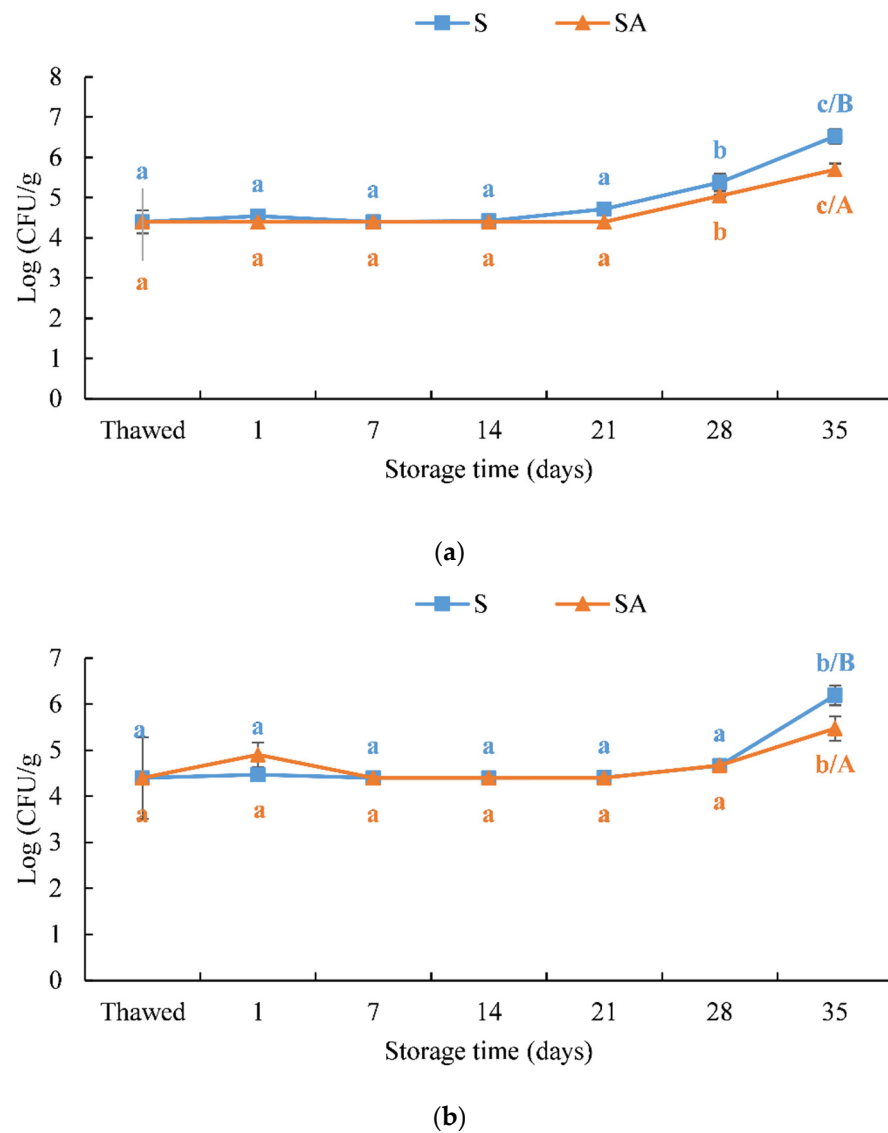 S SA
8
7
6
5
4
3
2
1
0
Log (CFU/g
a a a a a b c/B
a a a a a b c/A
Thawed 1 7 14 21 28 35
Storage time (days)
(a)
S SA
7
6
5
4
3
2
1
0
Log (CFU/g
a a a a a a b/B
a a a a a a b/A
Thawed 1 7 14 21 28 35
Storage time (days)
(b)